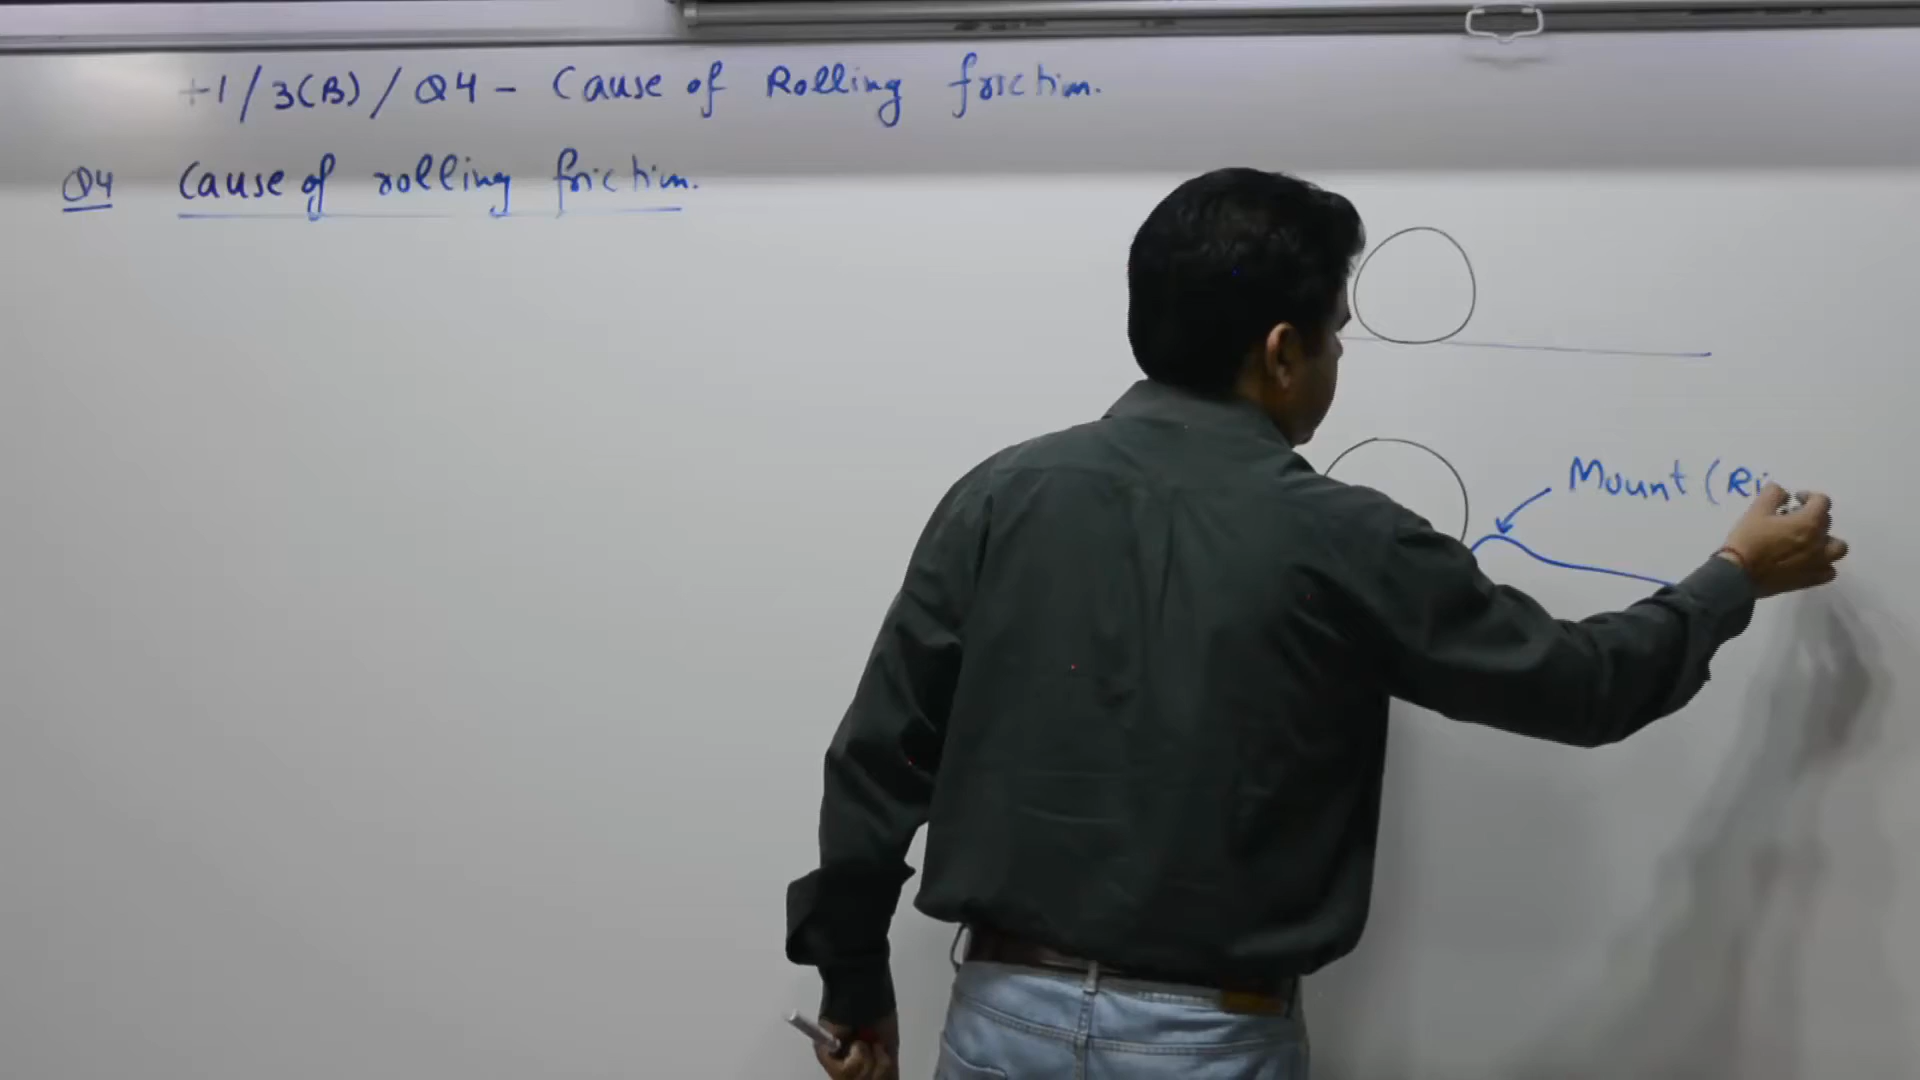 +1/3(B)/Q4 - Cause of Rolling friction.
Q4 Cause of rolling friction.
Mount (Ri